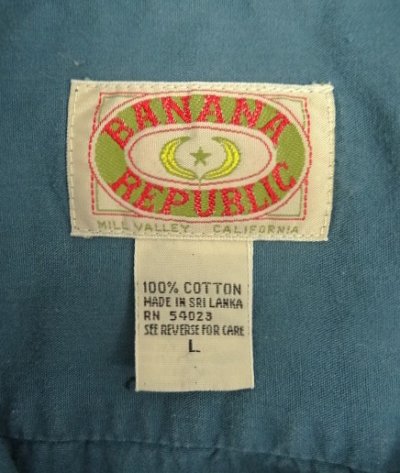 BANANA
REPUBLIC
MILL VALLEY CALIFORNIA
100% COTTON
MADE IN SRI LANKA
RN 54023
SEE REVERSE FOR CARE
L